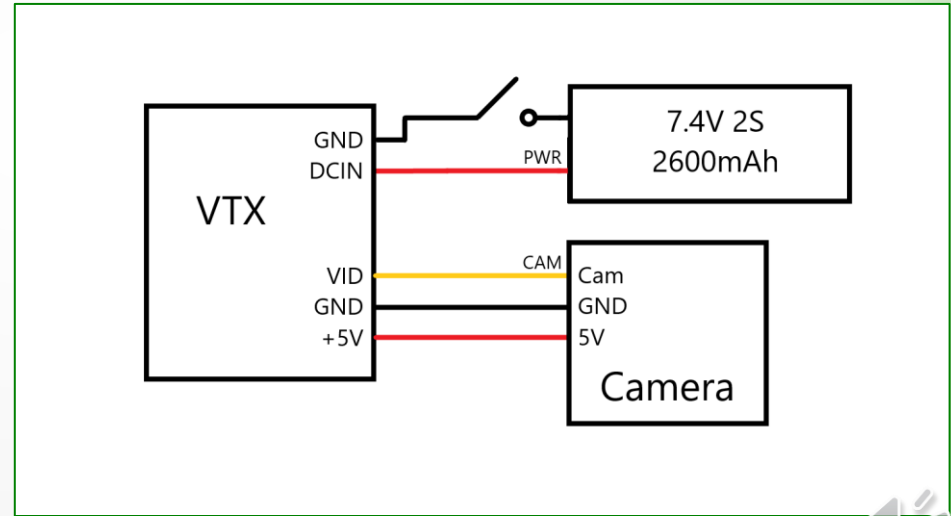 VTX
GND
DCIN
PWR
7.4V 2S
2600mAh
VID
GND
+5V
CAM
Cam
GND
5V
Camera